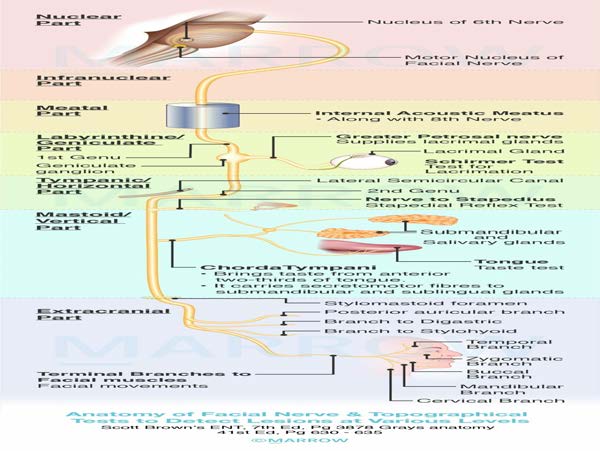 Nuclear
Part
Nucleus of 6th Nerve
Motor Nucleus of
Facial Nerve
MARROW
Infranuclear
Part
Meatal
Part
Internal Acoustic Meatus
- Along with 8th Nerve
Labyrinthine/
Geniculate
Part
1st Genu
Geniculate
ganglion
Greater Petrosal nerve
Supplies lacrimal glands
Lacrimal Gland
Schirmer Test
Test for
Lacrimation
Tympanic/
Horizontal
Part
Lateral Semicircular Canal
2nd Genu
Nerve to Stapedius
Stapedial Reflex Test
Mastoid/
Vertical
Part
Submandibular
and
Salivary glands
Tongue
Taste test
ChordaTympani
• Brings taste from anterior
two-thirds of tongue.
• It carries secretomotor fibres to
submandibular and sublingual glands
Extracranial
Part
Stylomastoid foramen
Posterior auricular branch
Branch to Digastric
Branch to Stylohyoid
MARROW
Temporal
Branch
Zygomatic
Branch
Buccal
Branch
Mandibular
Branch
Cervical Branch
Terminal Branches to
Facial muscles
Facial movements
Anatomy of Facial Nerve & Topographical
Tests to Detect Lesions at Various Levels
Scott Brown's ENT, 7th Ed, Pg 3878 Grays anatomy
41st Ed, Pg 630 - 635
©MARROW